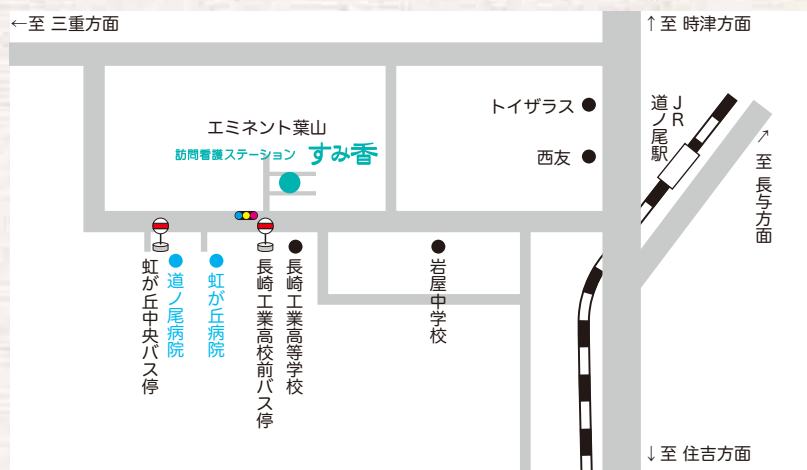 ←至 三重方面
↑至 時津方面
トイザラス
JR
道ノ尾駅
エミネント葉山
訪問看護ステーション すみ香
西友
↗至 長与方面
虹が丘中央バス停
道ノ尾病院
虹が丘病院
長崎工業高校前バス停
長崎工業高等学校
岩屋中学校
↓至 住吉方面